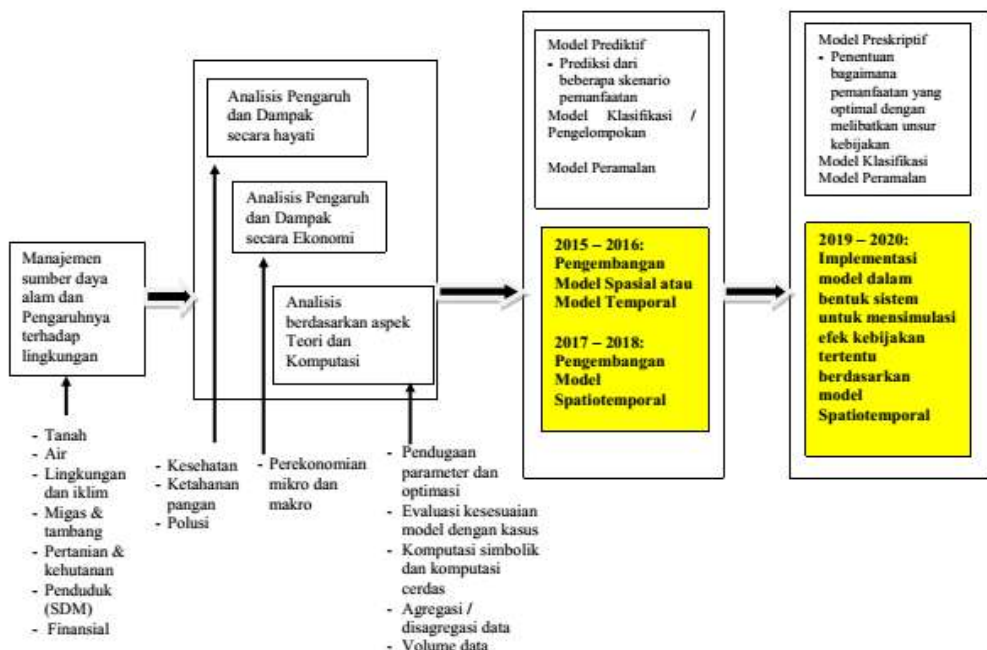 Manajemen
sumber daya
alam dan
Pengaruhnya
terhadap
lingkungan
- Tanah
- Air
- Lingkungan
dan iklim
- Migas &
tambang
- Pertanian &
kehutanan
- Penduduk
(SDM)
- Finansial
Analisis Pengaruh
dan Dampak
secara hayati
Analisis Pengaruh
dan Dampak
secara Ekonomi
Analisis
berdasarkan aspek
Teori dan
Komputasi
- Kesehatan
- Ketahanan
pangan
- Polusi
- Perekonomian
mikro dan
makro
- Pendugaan
parameter dan
optimasi
- Evaluasi kesesuaian
model dengan kasus
- Komputasi simbolik
dan komputasi
cerdas
- Agregasi /
disagregasi data
- Volume data
Model Prediktif
- Prediksi dari
beberapa skenario
pemanfaatan
Model Klasifikasi /
Pengelompokan
Model Peramalan
2015 – 2016:
Pengembangan
Model Spasial atau
Model Temporal
2017 – 2018:
Pengembangan
Model
Spatiotemporal
Model Preskriptif
- Penentuan
bagaimana
pemanfaatan yang
optimal dengan
melibatkan unsur
kebijakan
Model Klasifikasi
Model Peramalan
2019 – 2020:
Implementasi
model dalam
bentuk sistem
untuk mensimulasi
efek kebijakan
tertentu
berdasarkan
model
Spatiotemporal